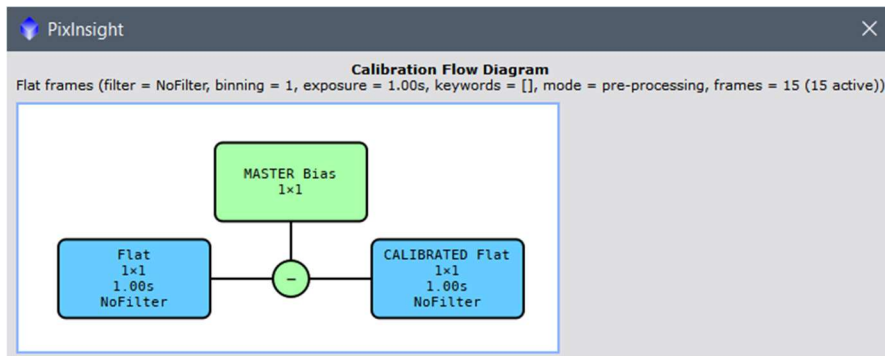 PixInsight
Calibration Flow Diagram
Flat frames (filter = NoFilter, binning = 1, exposure = 1.00s, keywords = [], mode = pre-processing, frames = 15 (15 active))
MASTER Bias
1×1
Flat
1×1
1.00s
NoFilter
−
CALIBRATED Flat
1×1
1.00s
NoFilter